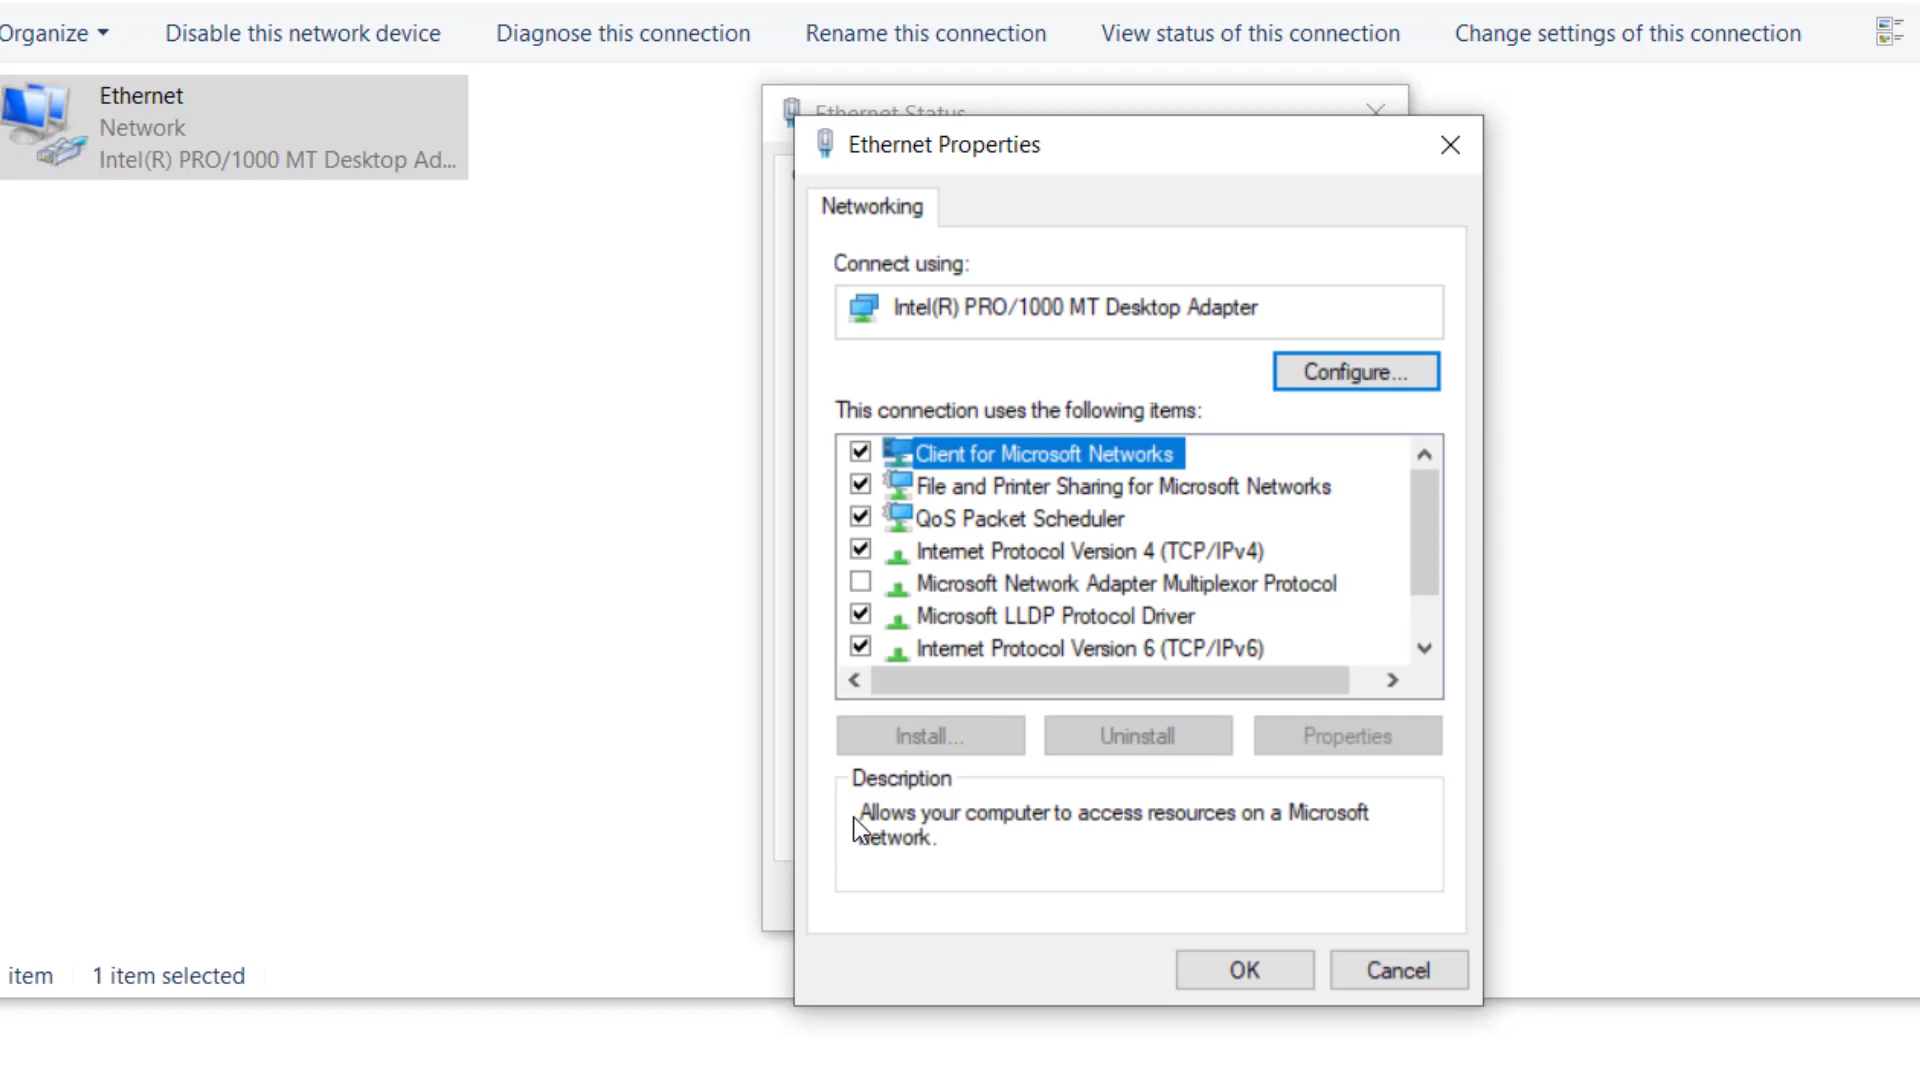 Organize
Disable this network device
Diagnose this connection
Rename this connection
View status of this connection
Change settings of this connection
Ethernet
Network
Intel(R) PRO/1000 MT Desktop Ad...
Ethernet Status
Ethernet Properties
Networking
Connect using:
Intel(R) PRO/1000 MT Desktop Adapter
Configure...
This connection uses the following items:
Client for Microsoft Networks
File and Printer Sharing for Microsoft Networks
QoS Packet Scheduler
Internet Protocol Version 4 (TCP/IPv4)
Microsoft Network Adapter Multiplexor Protocol
Microsoft LLDP Protocol Driver
Internet Protocol Version 6 (TCP/IPv6)
Install...
Uninstall
Properties
Description
Allows your computer to access resources on a Microsoft
network.
OK
Cancel
item
1 item selected